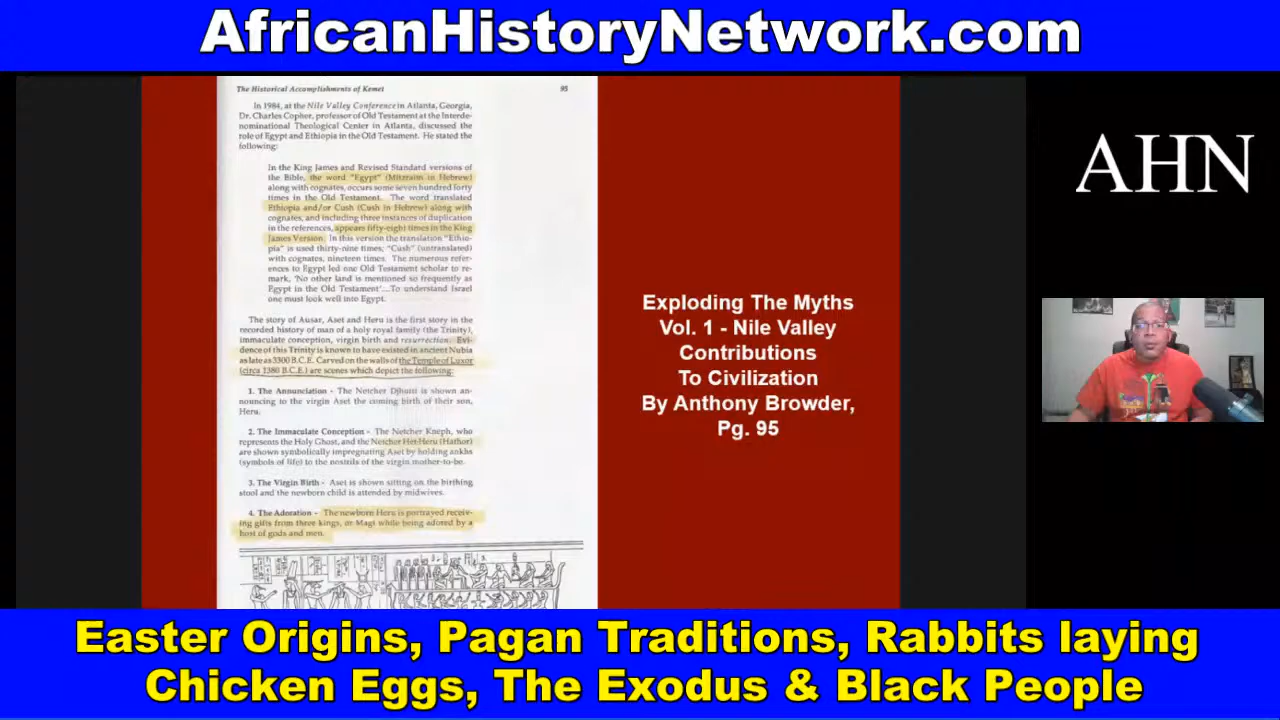 AfricanHistoryNetwork.com
The Historical Accomplishments of Kemet 95
In 1984, at the Nile Valley Conference in Atlanta, Georgia,
Dr. Charles Copher, professor of Old Testament at the Interde-
nominational Theological Center in Atlanta, discussed the
role of Egypt and Ethiopia in the Old Testament. He stated the
following:
In the King James and Revised Standard versions of
the Bible, the word "Egypt" (Mitzraim in Hebrew)
along with cognates, occurs some seven hundred forty
times in the Old Testament. The word translated
Ethiopia and/or Cush (Cush in Hebrew) along with
cognates, and including three instances of duplication
in the references, appears fifty-eight times in the King
James Version. In this version the translation "Ethio-
pia" is used thirty-nine times; "Cush" (untranslated)
with cognates, nineteen times. The numerous refer-
ences to Egypt led one Old Testament scholar to re-
mark, 'No other land is mentioned so frequently as
Egypt in the Old Testament'...To understand Israel
one must look well into Egypt.
The story of Ausar, Aset and Heru is the first story in the
recorded history of man of a holy royal family (the Trinity),
immaculate conception, virgin birth and resurrection. Evi-
dence of this Trinity is known to have existed in ancient Nubia
as late as 3300 B.C.E. Carved on the walls of the Temple of Luxor
(circa 1380 B.C.E.) are scenes which depict the following:
1. The Annunciation - The Netcher Djhuiti is shown an-
nouncing to the virgin Aset the coming birth of their son,
Heru.
2. The Immaculate Conception - The Netcher Kneph, who
represents the Holy Ghost, and the Netcher Het-Heru (Hathor)
are shown symbolically impregnating Aset by holding ankhs
(symbols of life) to the nostrils of the virgin mother-to-be.
3. The Virgin Birth - Aset is shown sitting on the birthing
stool and the newborn child is attended by midwives.
4. The Adoration - The newborn Heru is portrayed receiv-
ing gifts from three kings, or Magi while being adored by a
host of gods and men.
Exploding The Myths
Vol. 1 - Nile Valley
Contributions
To Civilization
By Anthony Browder,
Pg. 95
AHN
Easter Origins, Pagan Traditions, Rabbits laying
Chicken Eggs, The Exodus & Black People